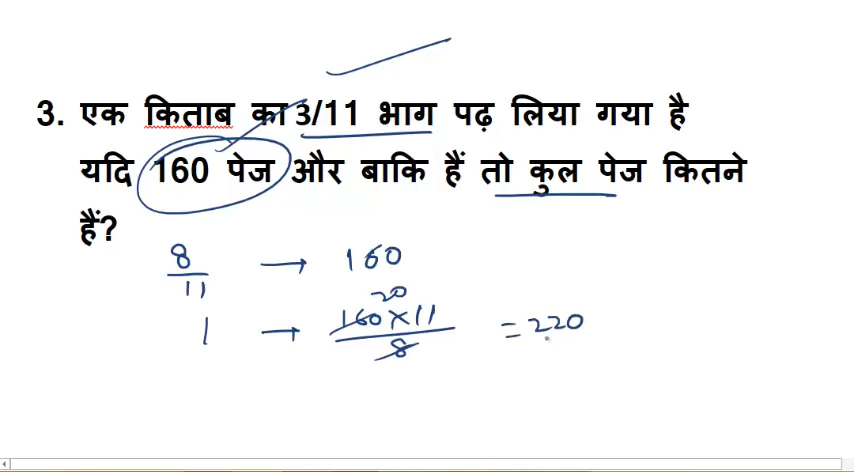 3. एक किताब का 3/11 भाग पढ़ लिया गया है
यदि 160 पेज और बाकि हैं तो कुल पेज कितने
हैं?
8/11 → 160
20
1 → 160×11/8 = 220